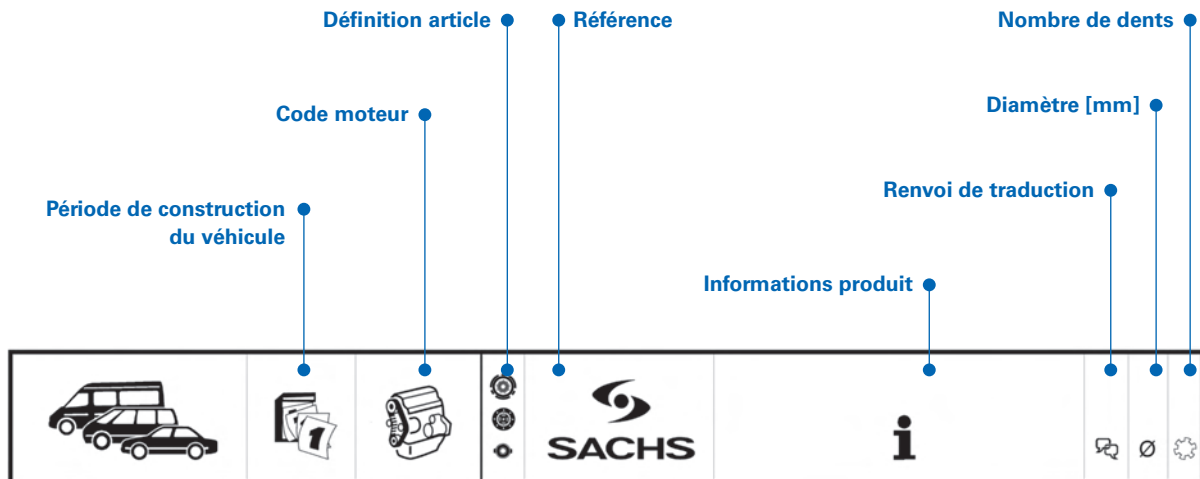 Définition article
Référence
Nombre de dents
Code moteur
Diamètre [mm]
Renvoi de traduction
Période de construction
du véhicule
Informations produit
1
SACHS
i
Ø